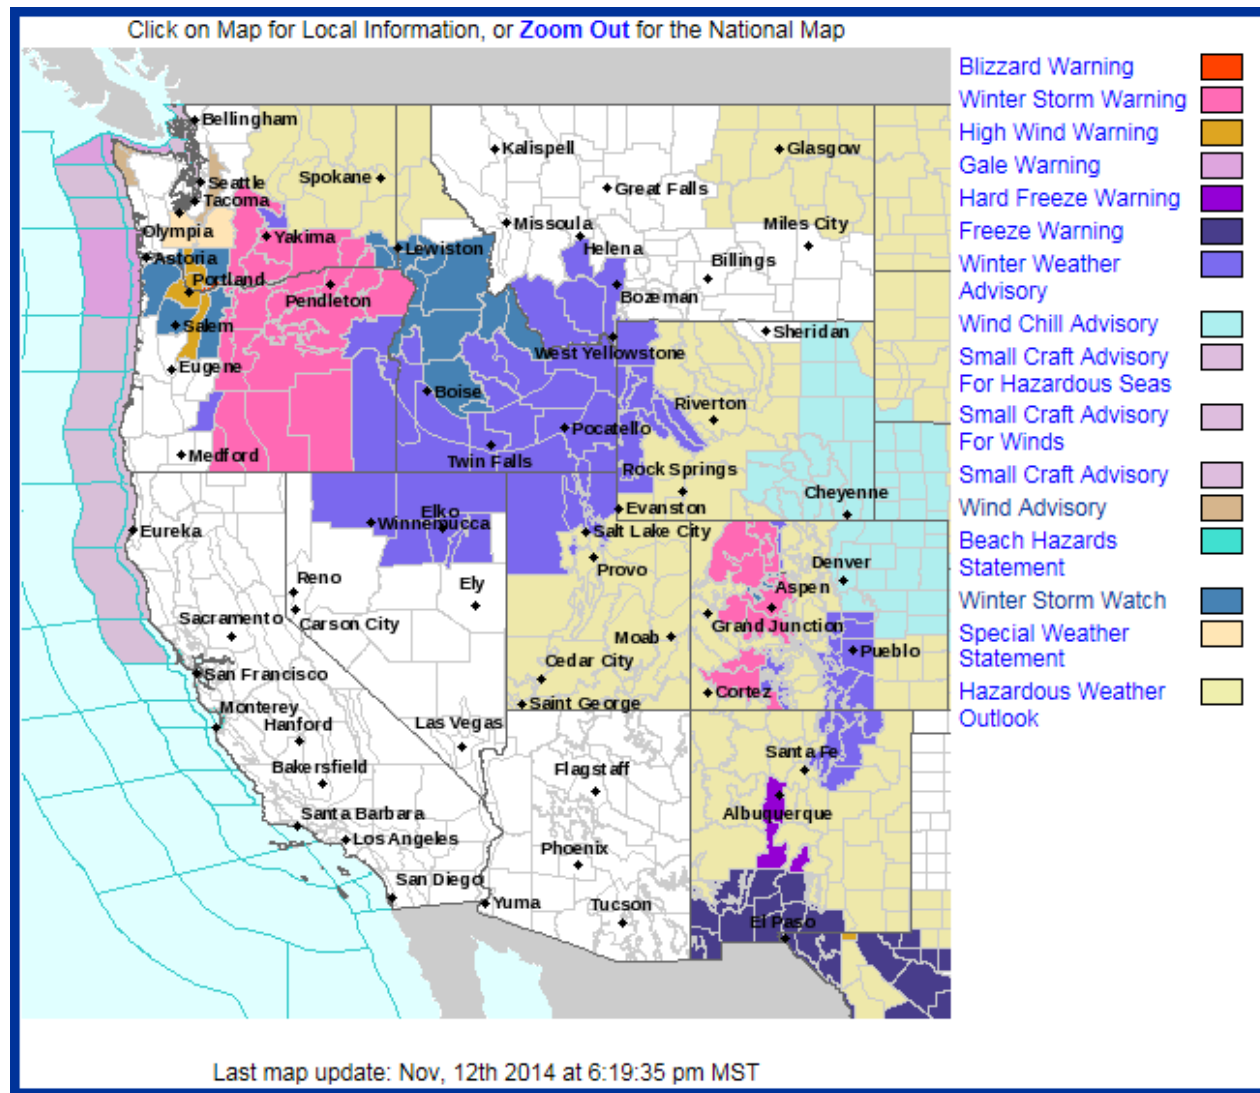 Click on Map for Local Information, or Zoom Out for the National Map
Blizzard Warning
Winter Storm Warning
High Wind Warning
Gale Warning
Hard Freeze Warning
Freeze Warning
Winter Weather
Advisory
Wind Chill Advisory
Small Craft Advisory
For Hazardous Seas
Small Craft Advisory
For Winds
Small Craft Advisory
Wind Advisory
Beach Hazards
Statement
Winter Storm Watch
Special Weather
Statement
Hazardous Weather
Outlook
Bellingham
Kalispell
Glasgow
Spokane
Seattle
Great Falls
Tacoma
Olympia
Missoula
Miles City
Yakima
Lewiston
Helena
Astoria
Billings
Portland
Pendleton
Bozeman
Salem
Sheridan
West Yellowstone
Eugene
Boise
Riverton
Pocatello
Medford
Twin Falls
Rock Springs
Cheyenne
Evanston
Elko
Winnemucca
Eureka
Salt Lake City
Provo
Denver
Reno
Ely
Aspen
Sacramento
Carson City
Grand Junction
Moab
Pueblo
Cedar City
San Francisco
Cortez
Saint George
Monterey
Hanford
Las Vegas
Santa Fe
Bakersfield
Flagstaff
Santa Barbara
Albuquerque
Los Angeles
Phoenix
San Diego
Yuma
Tucson
El Paso
Last map update: Nov, 12th 2014 at 6:19:35 pm MST